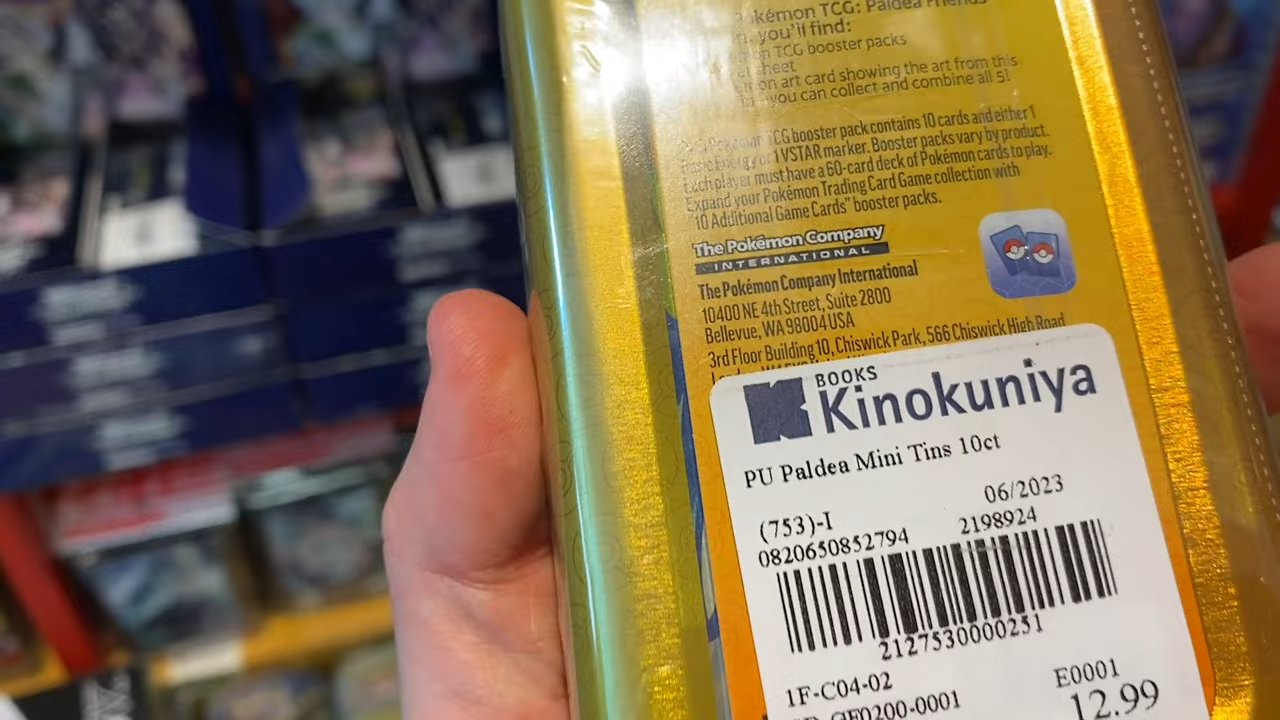 okémon TCG: Paldea Friends
you'll find:
on TCG booster packs
sheet
on art card showing the art from this
you can collect and combine all 5!
TCG booster pack contains 10 cards and either 1
Basic Energy or 1 VSTAR marker. Booster packs vary by product.
Each player must have a 60-card deck of Pokémon cards to play.
Expand your Pokémon Trading Card Game collection with
"10 Additional Game Cards" booster packs.
The Pokémon Company
INTERNATIONAL
The Pokémon Company International
10400 NE 4th Street, Suite 2800
Bellevue, WA 98004 USA
3rd Floor Building 10, Chiswick Park, 566 Chiswick High Road
BOOKS
Kinokuniya
PU Paldea Mini Tins 10ct
06/2023
(753)-I
2198924
0820650852794
2127530000251
1F-C04-02
E0001
GF0200-0001
12.99